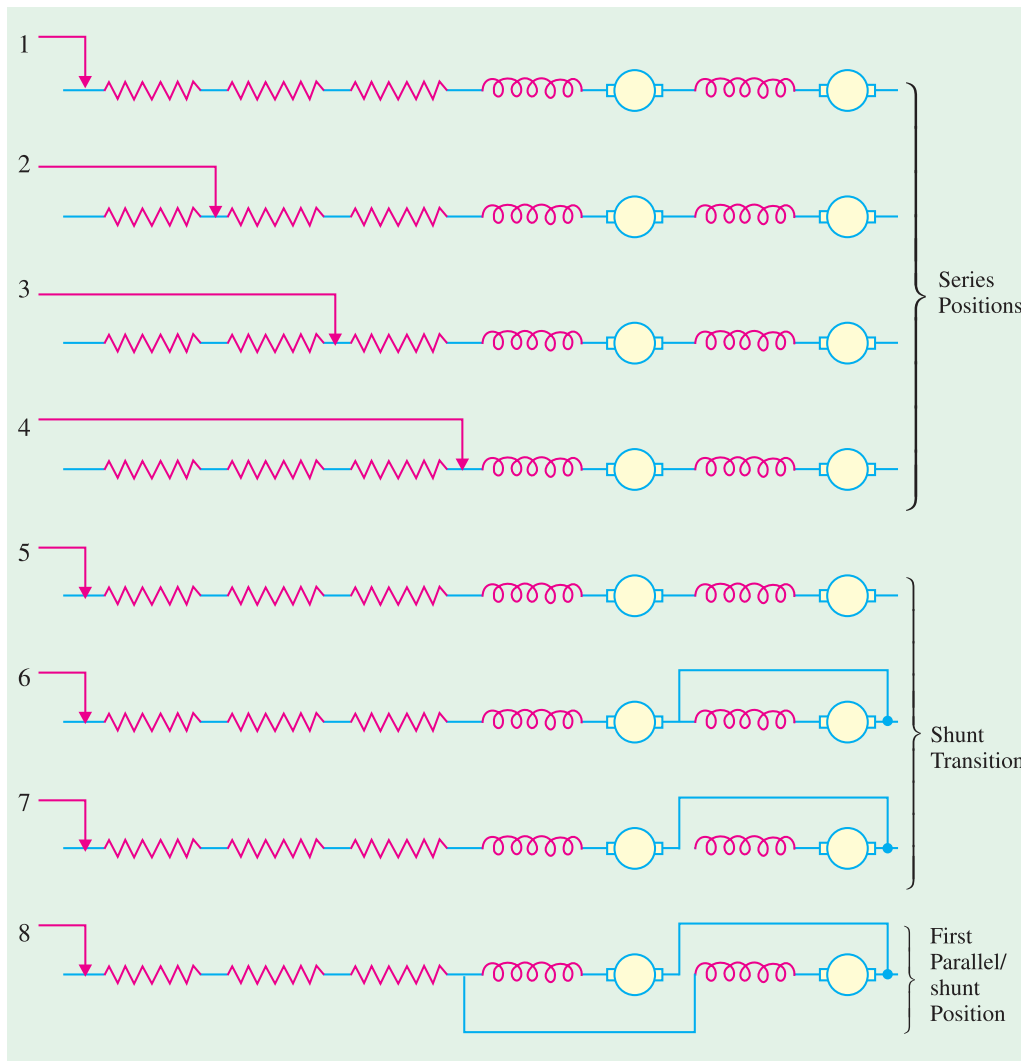 1
2
3
Series
Positions
4
5
6
Shunt
Transition
7
8
First
Parallel/
shunt
Position